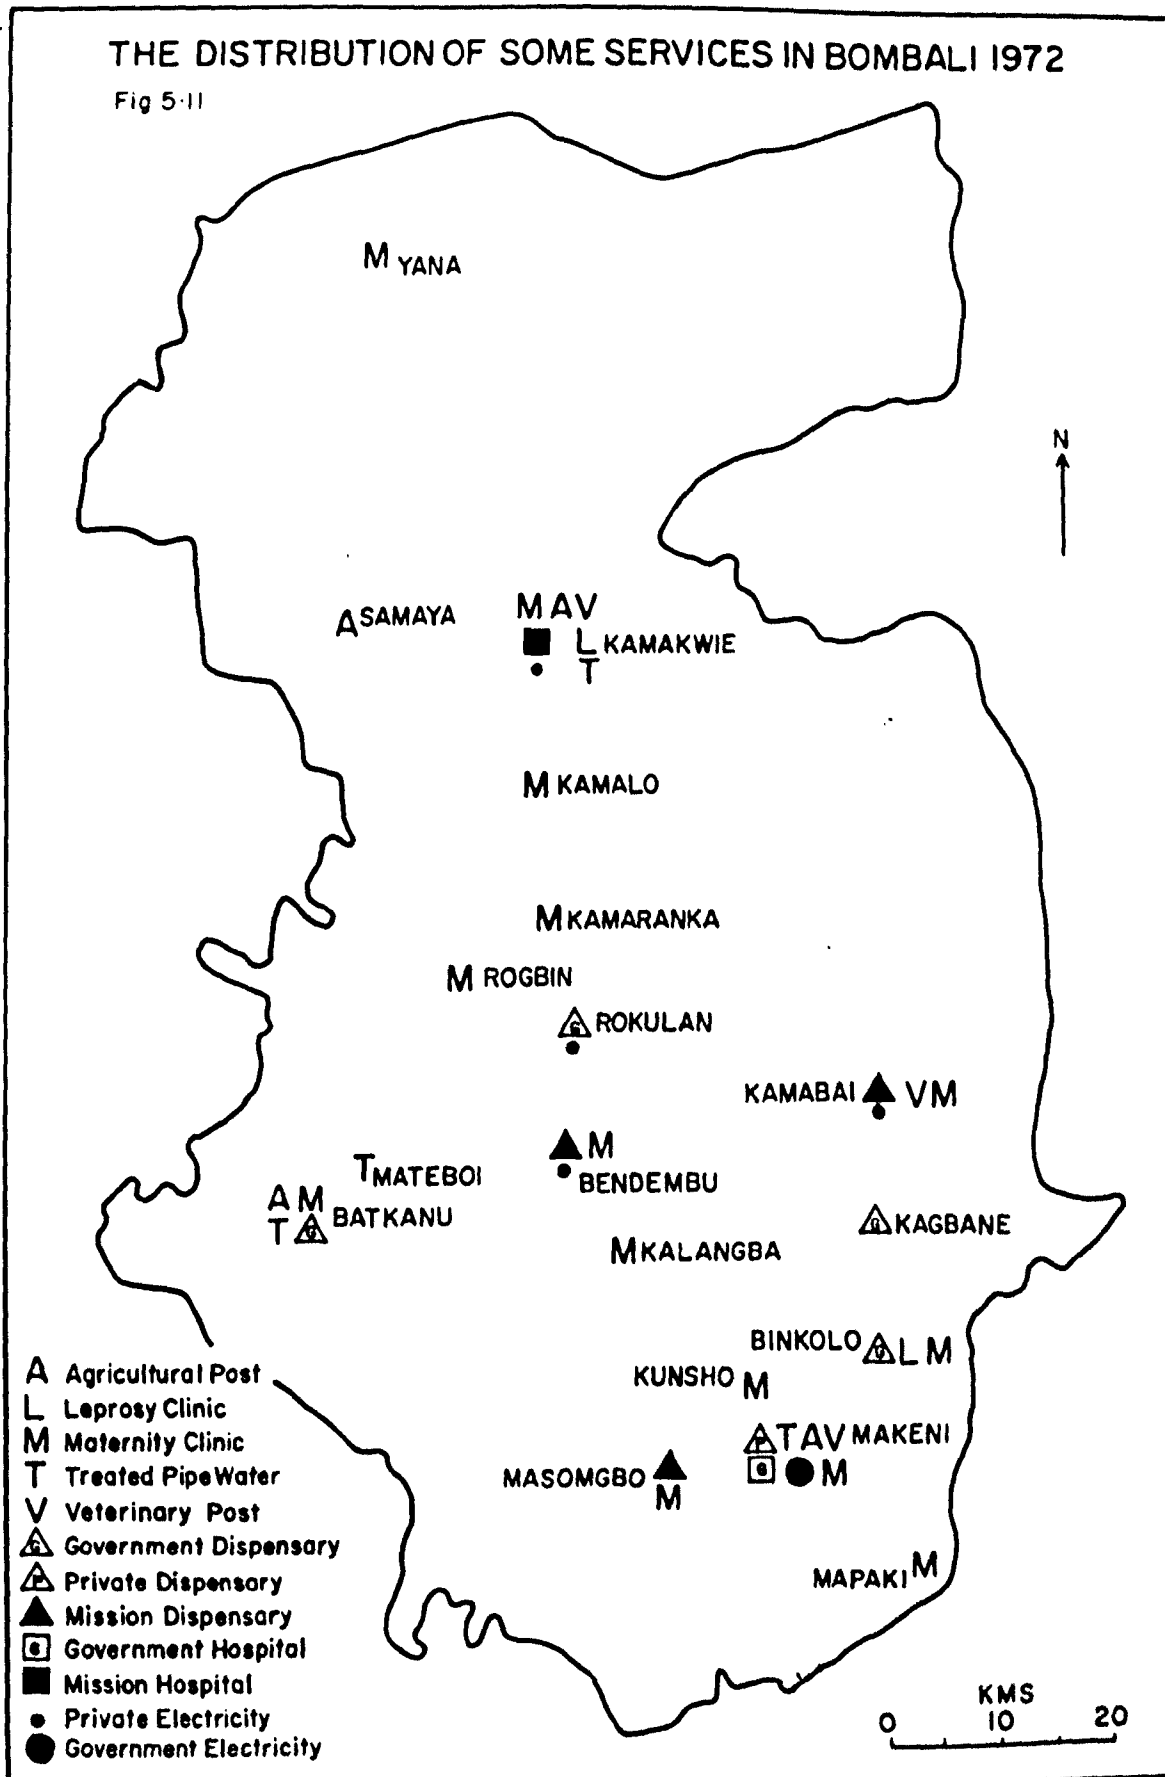 THE DISTRIBUTION OF SOME SERVICES IN BOMBALI 1972
Fig 5·11
M YANA
N
A SAMAYA
M A V
L KAMAKWIE
T
M KAMALO
M KAMARANKA
M ROGBIN
G ROKULAN
KAMABAI V M
M
BENDEMBU
T MATEBOI
A M
BATKANU
T G
G KAGBANE
M KALANGBA
BINKOLO G L M
KUNSHO M
P T A V MAKENI
G M
MASOMGBO
M
MAPAKI M
A Agricultural Post
L Leprosy Clinic
M Maternity Clinic
T Treated Pipe Water
V Veterinary Post
G Government Dispensary
P Private Dispensary
Mission Dispensary
G Government Hospital
Mission Hospital
Private Electricity
Government Electricity
KMS
0 10 20